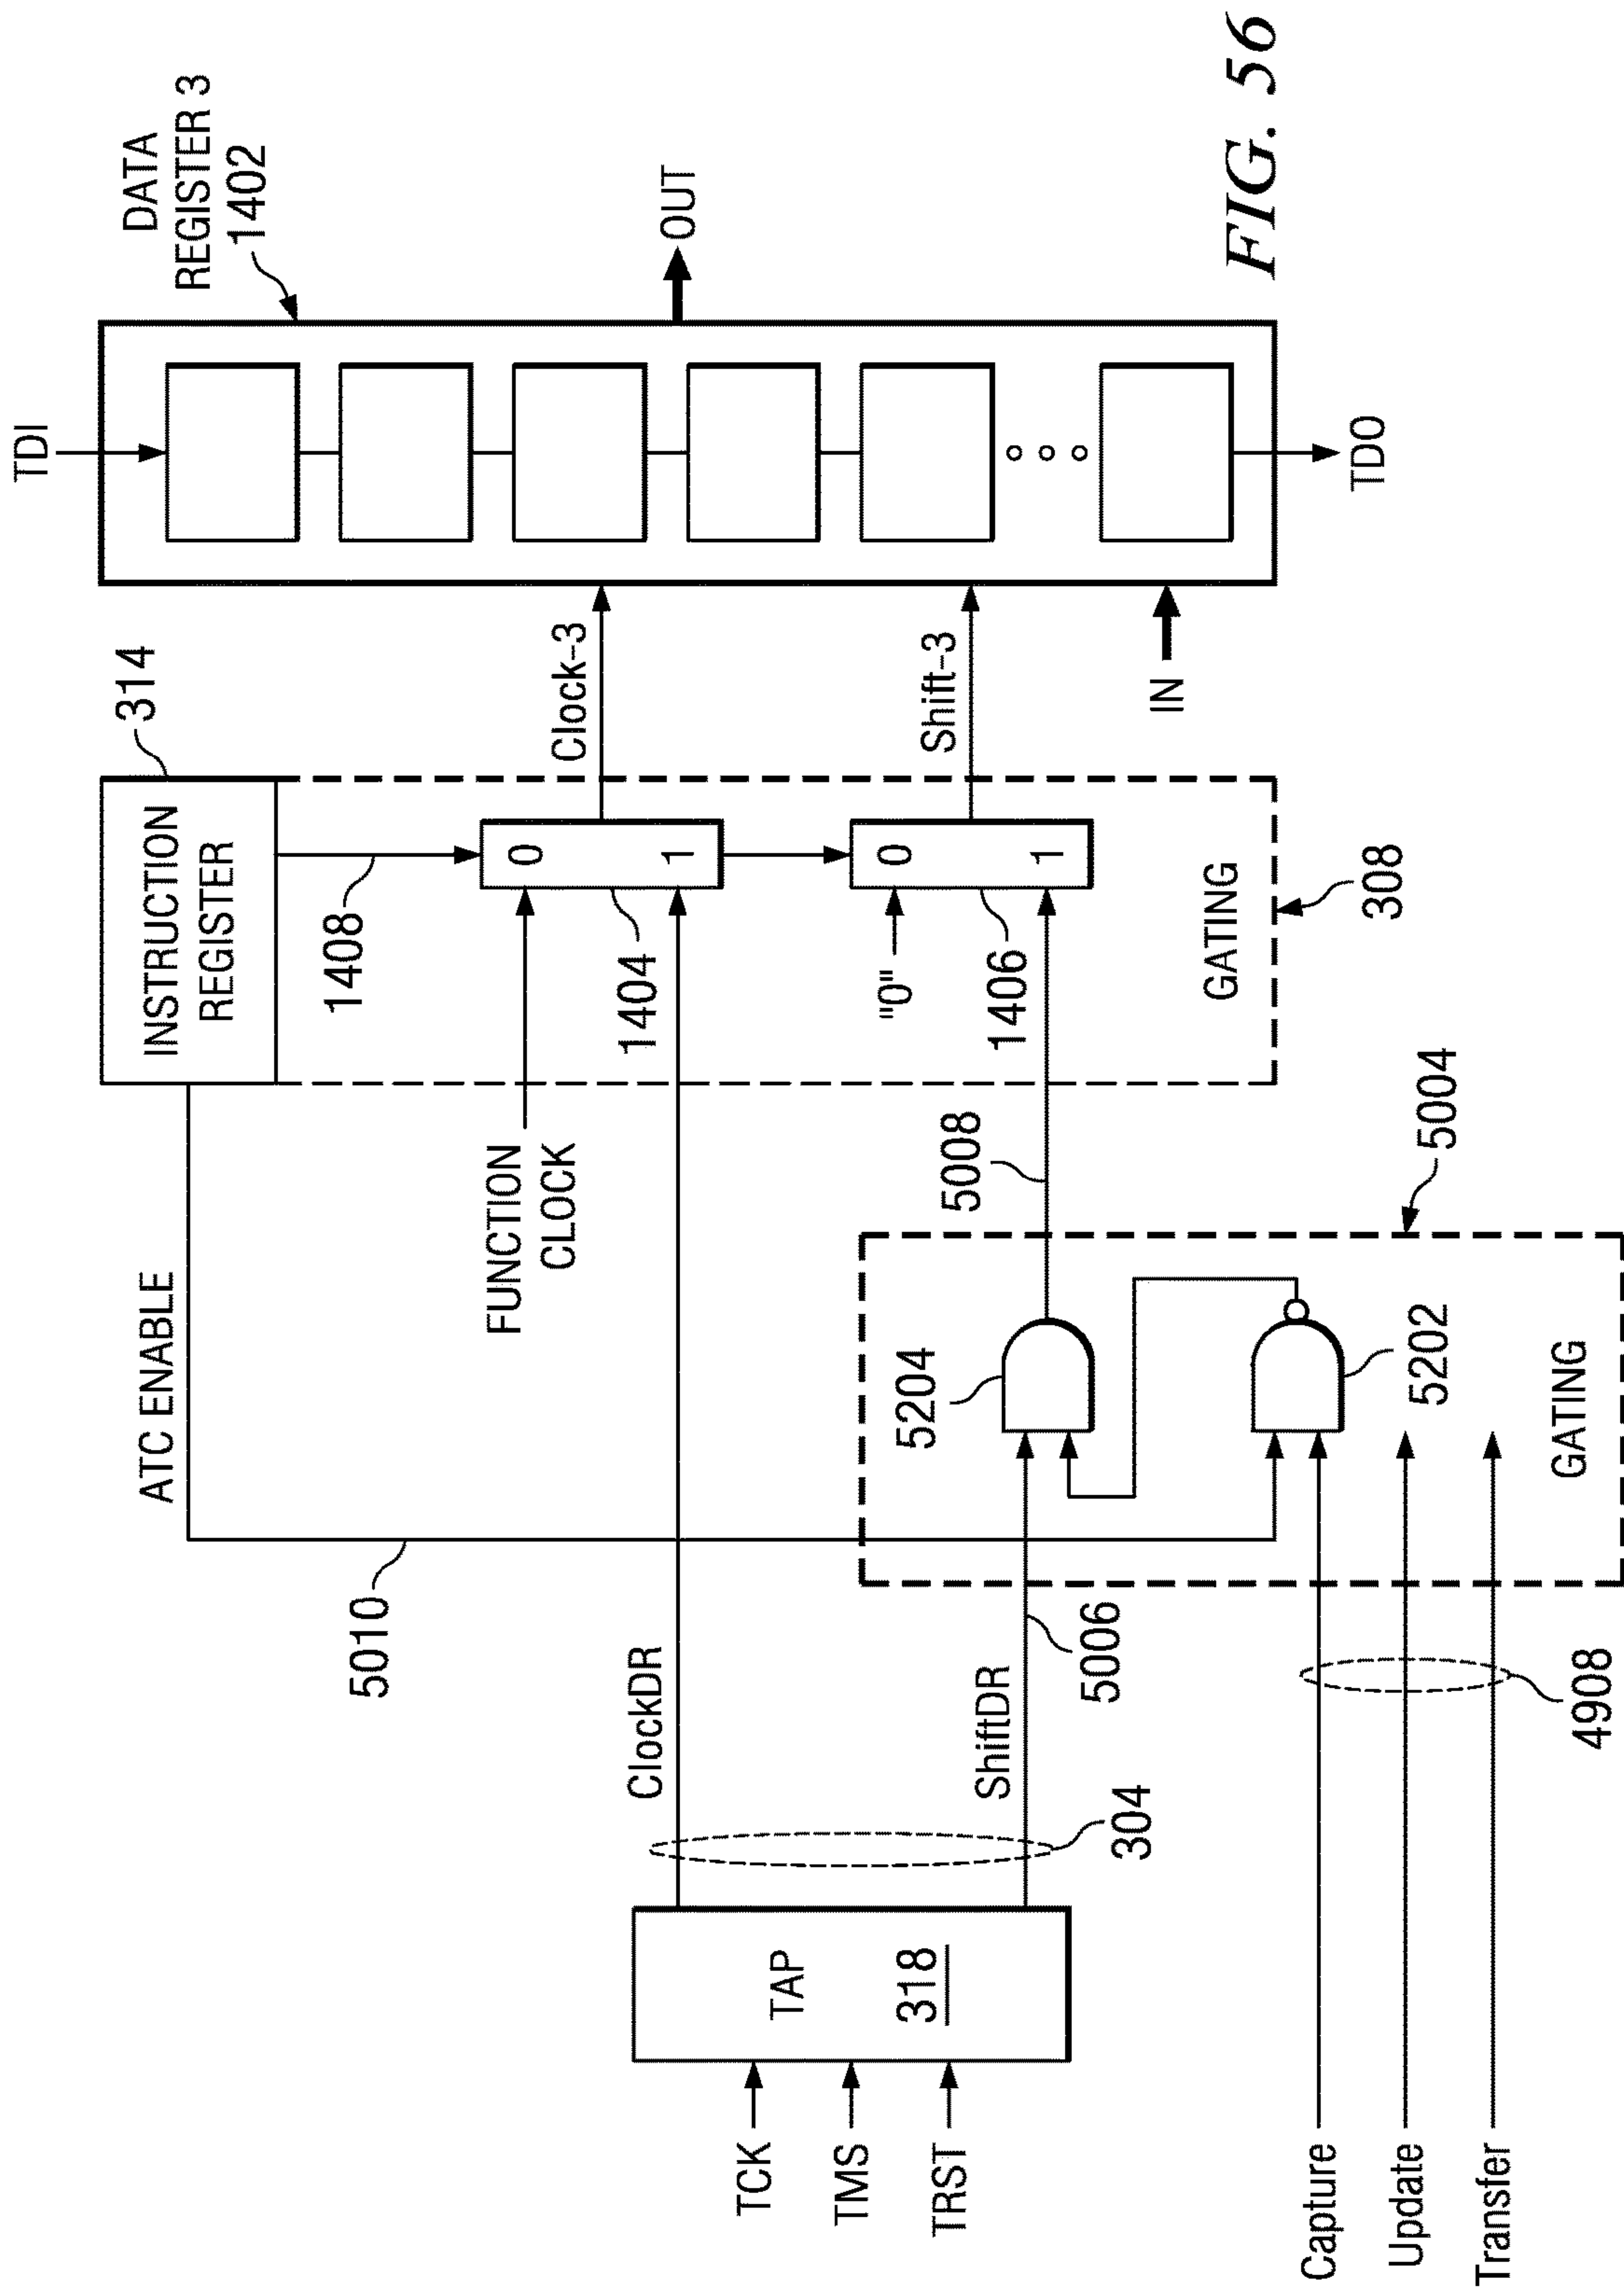 TCK
TMS
TRST
TAP
318
ClockDR
ShiftDR
304
Capture
Update
Transfer
4908
5006
5010
ATC ENABLE
5204
5202
GATING
5004
5008
FUNCTION
CLOCK
INSTRUCTION
REGISTER
314
1408
0
1
1404
"0"
0
1
1406
GATING
308
Clock-3
Shift-3
IN
TDI
TDO
OUT
DATA
REGISTER 3
1402
FIG. 56